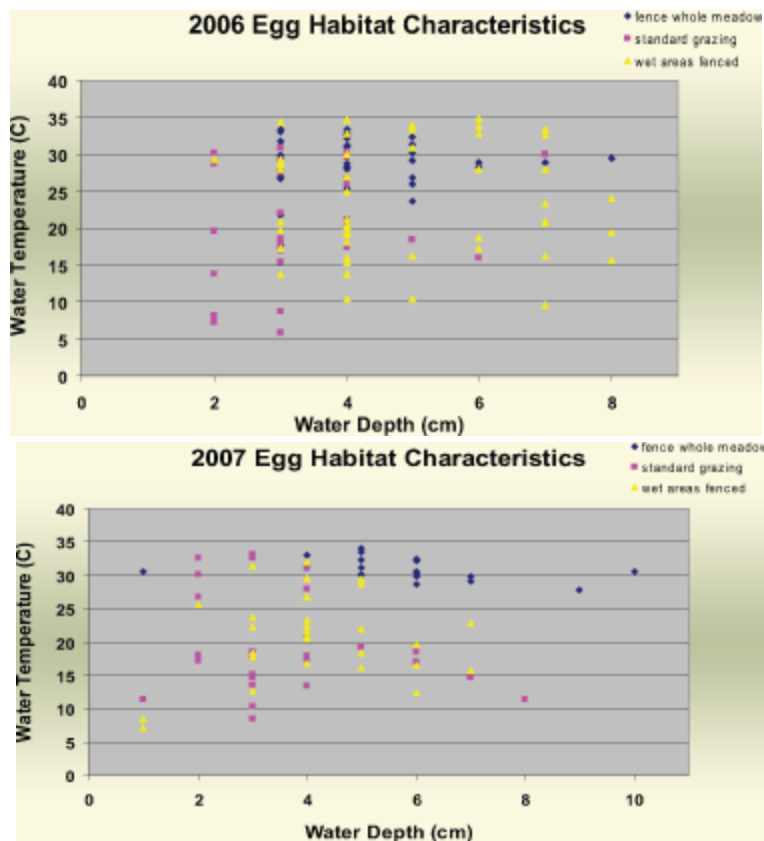 2006 Egg Habitat Characteristics
fence whole meadow
standard grazing
wet areas fenced
Water Temperature (C)
40
35
30
25
20
15
10
5
0
0 2 4 6 8
Water Depth (cm)
2007 Egg Habitat Characteristics
fence whole meadow
standard grazing
wet areas fenced
Water Temperature (C)
40
35
30
25
20
15
10
5
0
0 2 4 6 8 10
Water Depth (cm)